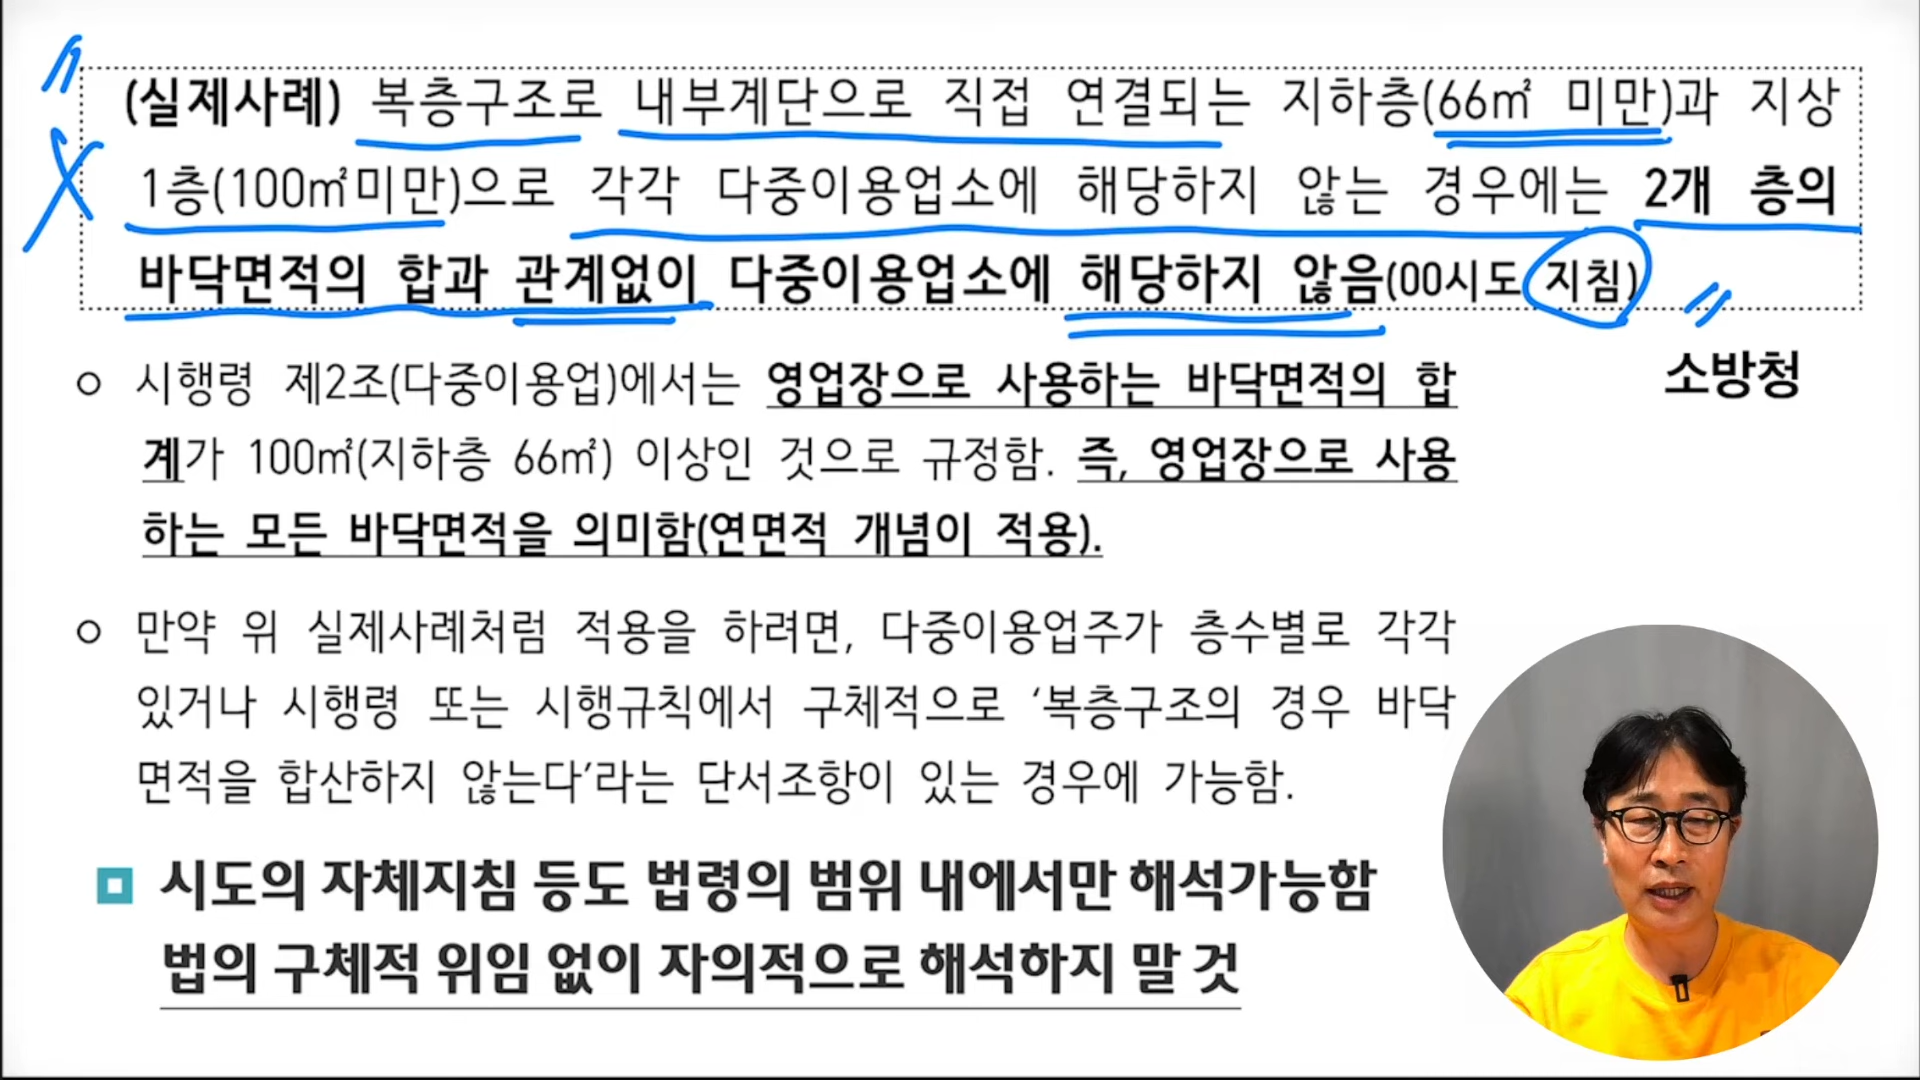 (실제사례) 복층구조로 내부계단으로 직접 연결되는 지하층(66㎡ 미만)과 지상
1층(100㎡미만)으로 각각 다중이용업소에 해당하지 않는 경우에는 2개 층의
바닥면적의 합과 관계없이 다중이용업소에 해당하지 않음(00시도 지침)
소방청
○ 시행령 제2조(다중이용업)에서는 영업장으로 사용하는 바닥면적의 합
계가 100㎡(지하층 66㎡) 이상인 것으로 규정함. 즉, 영업장으로 사용
하는 모든 바닥면적을 의미함(연면적 개념이 적용).
○ 만약 위 실제사례처럼 적용을 하려면, 다중이용업주가 층수별로 각각
있거나 시행령 또는 시행규칙에서 구체적으로 ‘복층구조의 경우 바닥
면적을 합산하지 않는다’라는 단서조항이 있는 경우에 가능함.
시도의 자체지침 등도 법령의 범위 내에서만 해석가능함
법의 구체적 위임 없이 자의적으로 해석하지 말 것